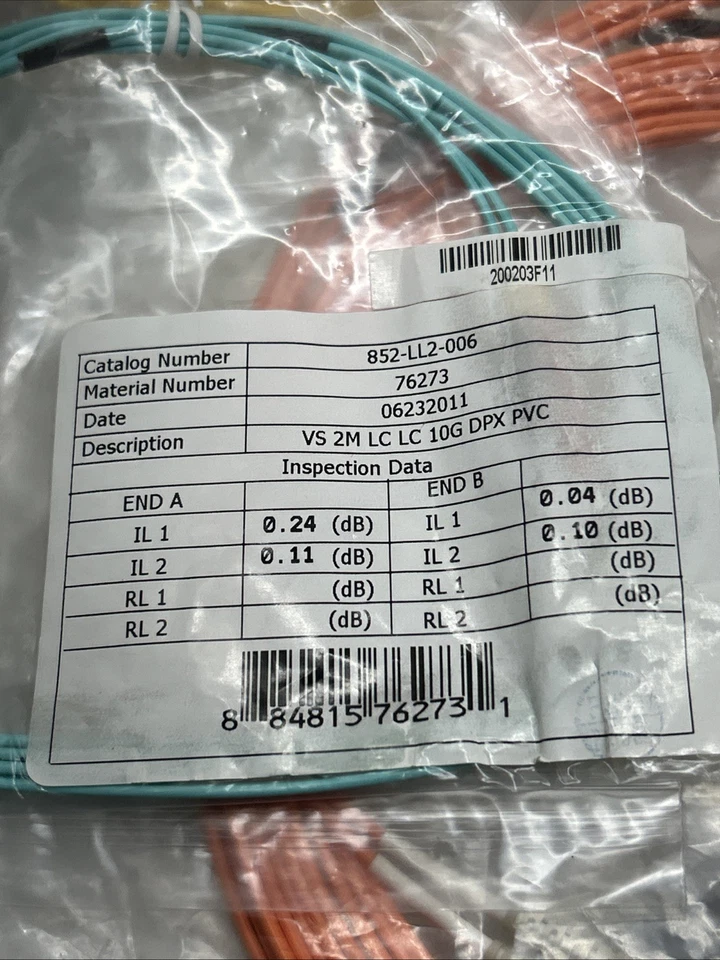 200203F11
Catalog Number 852-LL2-006
Material Number 76273
Date 06232011
Description VS 2M LC LC 10G DPX PVC
Inspection Data
END A END B
IL 1 0.24 (dB) IL 1 0.04 (dB)
IL 2 0.11 (dB) IL 2 0.10 (dB)
RL 1 (dB) RL 1 (dB)
RL 2 (dB) RL 2 (dB)
8 84815 76273 1